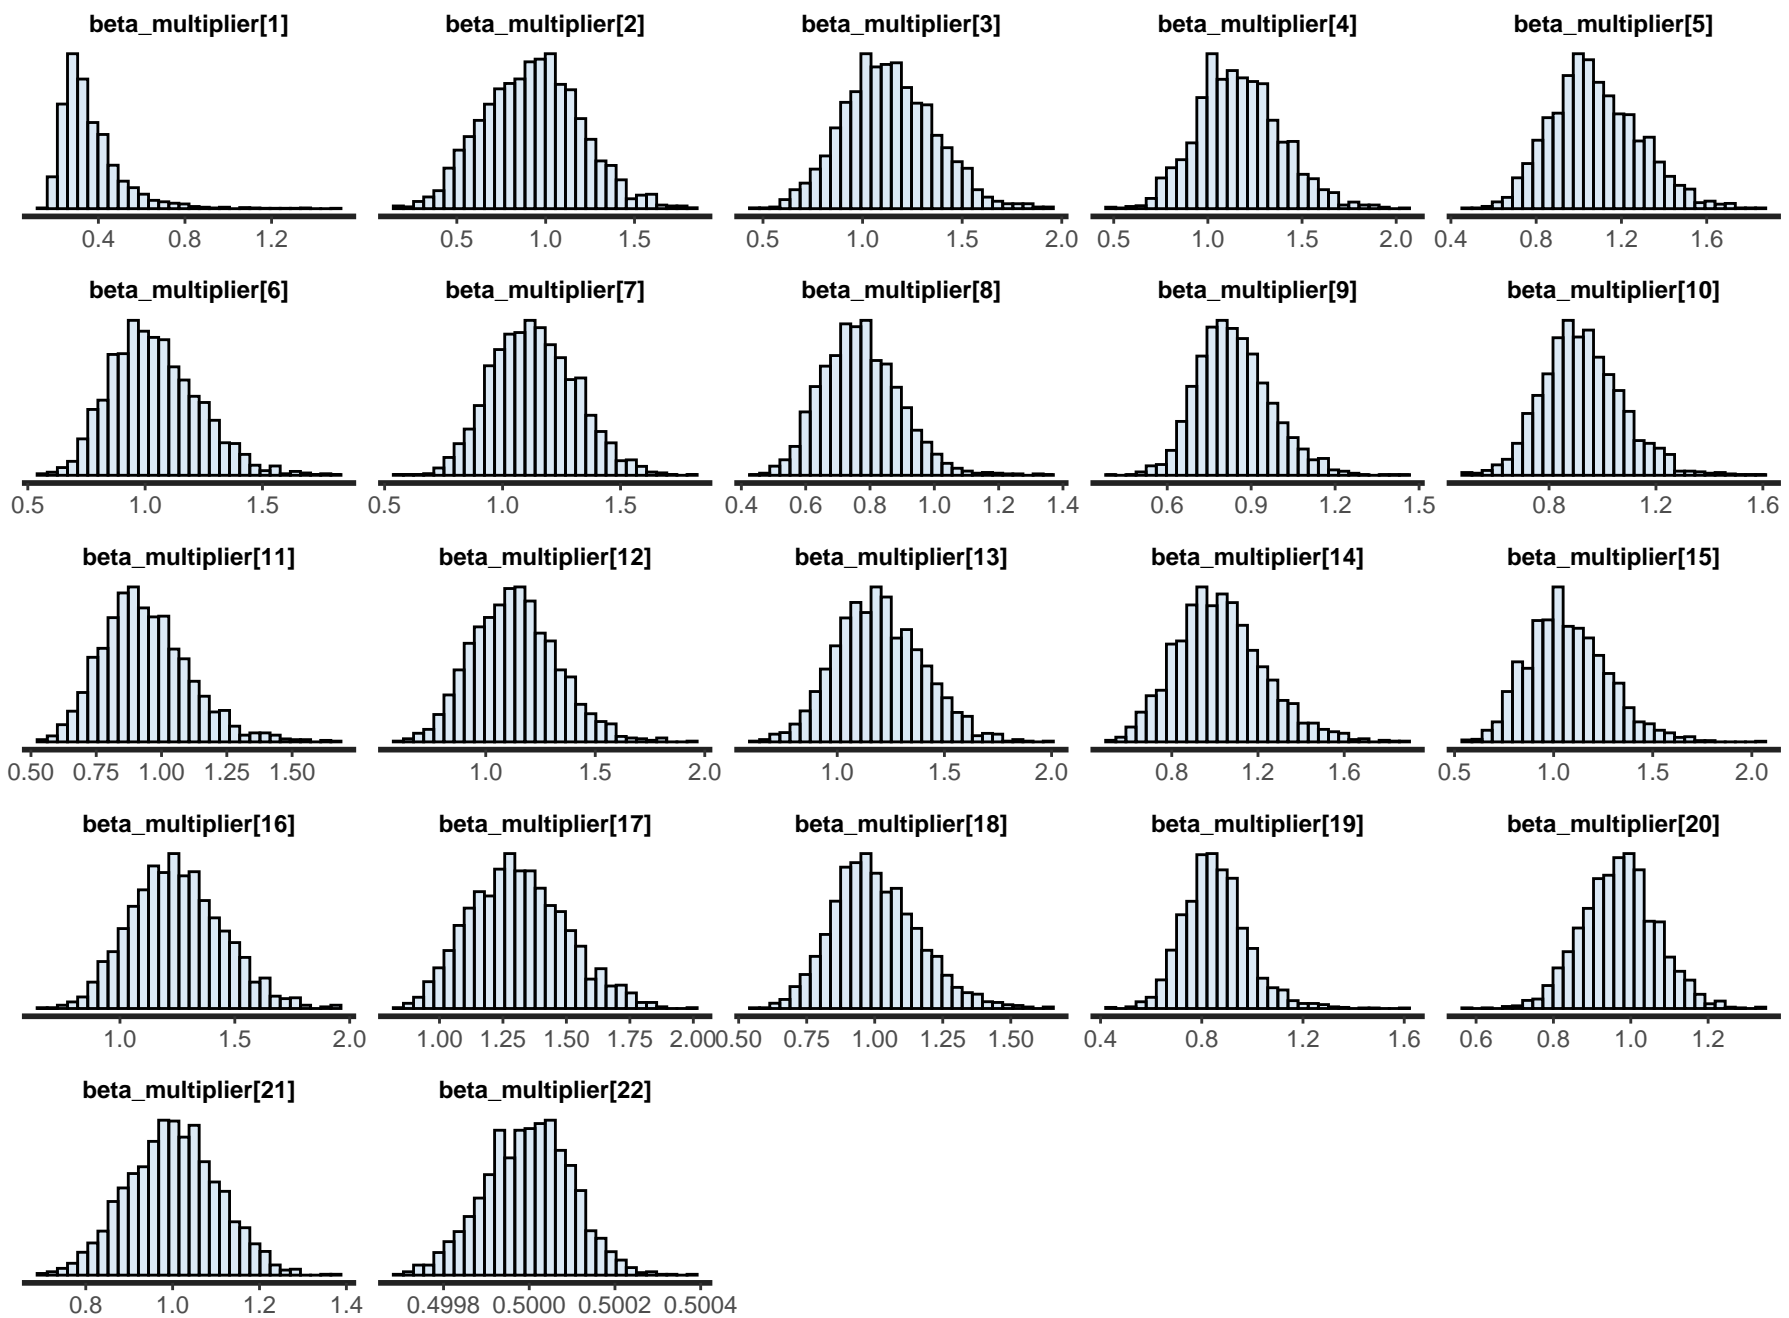 beta_multiplier[1] beta_multiplier[2] beta_multiplier[3] beta_multiplier[4] beta_multiplier[5]
0.4 0.8 1.2 0.5 1.0 1.5 0.5 1.0 1.5 2.0 0.5 1.0 1.5 2.0 0.4 0.8 1.2 1.6
beta_multiplier[6] beta_multiplier[7] beta_multiplier[8] beta_multiplier[9] beta_multiplier[10]
0.5 1.0 1.5 0.5 1.0 1.5 0.4 0.6 0.8 1.0 1.2 1.4 0.6 0.9 1.2 1.5 0.8 1.2 1.6
beta_multiplier[11] beta_multiplier[12] beta_multiplier[13] beta_multiplier[14] beta_multiplier[15]
0.50 0.75 1.00 1.25 1.50 1.0 1.5 2.0 1.0 1.5 2.0 0.8 1.2 1.6 0.5 1.0 1.5 2.0
beta_multiplier[16] beta_multiplier[17] beta_multiplier[18] beta_multiplier[19] beta_multiplier[20]
1.0 1.5 2.0 1.00 1.25 1.50 1.75 2.00 0.50 0.75 1.00 1.25 1.50 0.4 0.8 1.2 1.6 0.6 0.8 1.0 1.2
beta_multiplier[21] beta_multiplier[22]
0.8 1.0 1.2 1.4 0.4998 0.5000 0.5002 0.5004